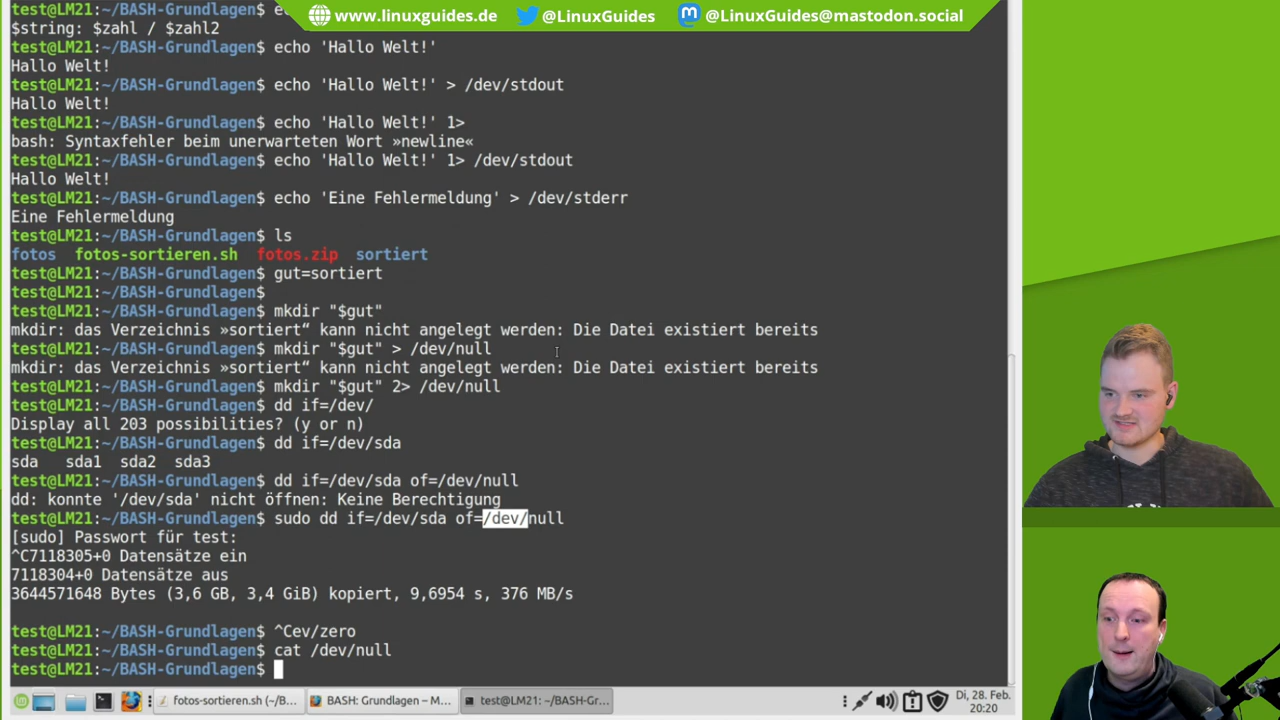 www.linuxguides.de @LinuxGuides @LinuxGuides@mastodon.social
$string: $zahl / $zahl2
test@LM21:~/BASH-Grundlagen$ echo 'Hallo Welt!'
Hallo Welt!
test@LM21:~/BASH-Grundlagen$ echo 'Hallo Welt!' > /dev/stdout
Hallo Welt!
test@LM21:~/BASH-Grundlagen$ echo 'Hallo Welt!' 1>
bash: Syntaxfehler beim unerwarteten Wort »newline«
test@LM21:~/BASH-Grundlagen$ echo 'Hallo Welt!' 1> /dev/stdout
Hallo Welt!
test@LM21:~/BASH-Grundlagen$ echo 'Eine Fehlermeldung' > /dev/stderr
Eine Fehlermeldung
test@LM21:~/BASH-Grundlagen$ ls
fotos fotos-sortieren.sh fotos.zip sortiert
test@LM21:~/BASH-Grundlagen$ gut=sortiert
test@LM21:~/BASH-Grundlagen$
test@LM21:~/BASH-Grundlagen$ mkdir "$gut"
mkdir: das Verzeichnis »sortiert“ kann nicht angelegt werden: Die Datei existiert bereits
test@LM21:~/BASH-Grundlagen$ mkdir "$gut" > /dev/null
mkdir: das Verzeichnis »sortiert“ kann nicht angelegt werden: Die Datei existiert bereits
test@LM21:~/BASH-Grundlagen$ mkdir "$gut" 2> /dev/null
test@LM21:~/BASH-Grundlagen$ dd if=/dev/
Display all 203 possibilities? (y or n)
test@LM21:~/BASH-Grundlagen$ dd if=/dev/sda
sda sda1 sda2 sda3
test@LM21:~/BASH-Grundlagen$ dd if=/dev/sda of=/dev/null
dd: konnte '/dev/sda' nicht öffnen: Keine Berechtigung
test@LM21:~/BASH-Grundlagen$ sudo dd if=/dev/sda of=/dev/null
[sudo] Passwort für test:
^C7118305+0 Datensätze ein
7118304+0 Datensätze aus
3644571648 Bytes (3,6 GB, 3,4 GiB) kopiert, 9,6954 s, 376 MB/s
test@LM21:~/BASH-Grundlagen$ ^Cev/zero
test@LM21:~/BASH-Grundlagen$ cat /dev/null
test@LM21:~/BASH-Grundlagen$
fotos-sortieren.sh (~/B... BASH: Grundlagen – M... test@LM21: ~/BASH-Gr... Di, 28. Feb.
20:20